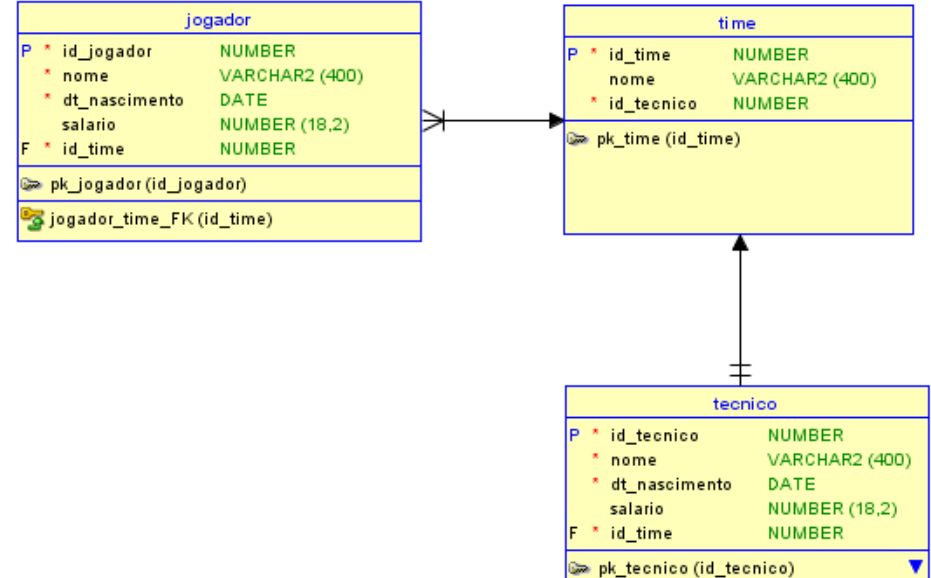 jogador
P * id_jogador NUMBER
* nome VARCHAR2 (400)
* dt_nascimento DATE
salario NUMBER (18,2)
F * id_time NUMBER
pk_jogador (id_jogador)
jogador_time_FK (id_time)
time
P * id_time NUMBER
nome VARCHAR2 (400)
* id_tecnico NUMBER
pk_time (id_time)
tecnico
P * id_tecnico NUMBER
* nome VARCHAR2 (400)
* dt_nascimento DATE
salario NUMBER (18,2)
F * id_time NUMBER
pk_tecnico (id_tecnico)